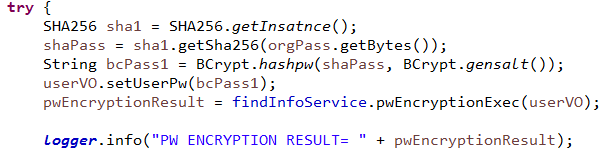 try {
SHA256 sha1 = SHA256.getInsatnce();
shaPass = sha1.getSha256(orgPass.getBytes());
String bcPass1 = BCrypt.hashpw(shaPass, BCrypt.gensalt());
userVO.setUserPw(bcPass1);
pwEncryptionResult = findInfoService.pwEncryptionExec(userVO);
logger.info("PW ENCRYPTION RESULT= " + pwEncryptionResult);